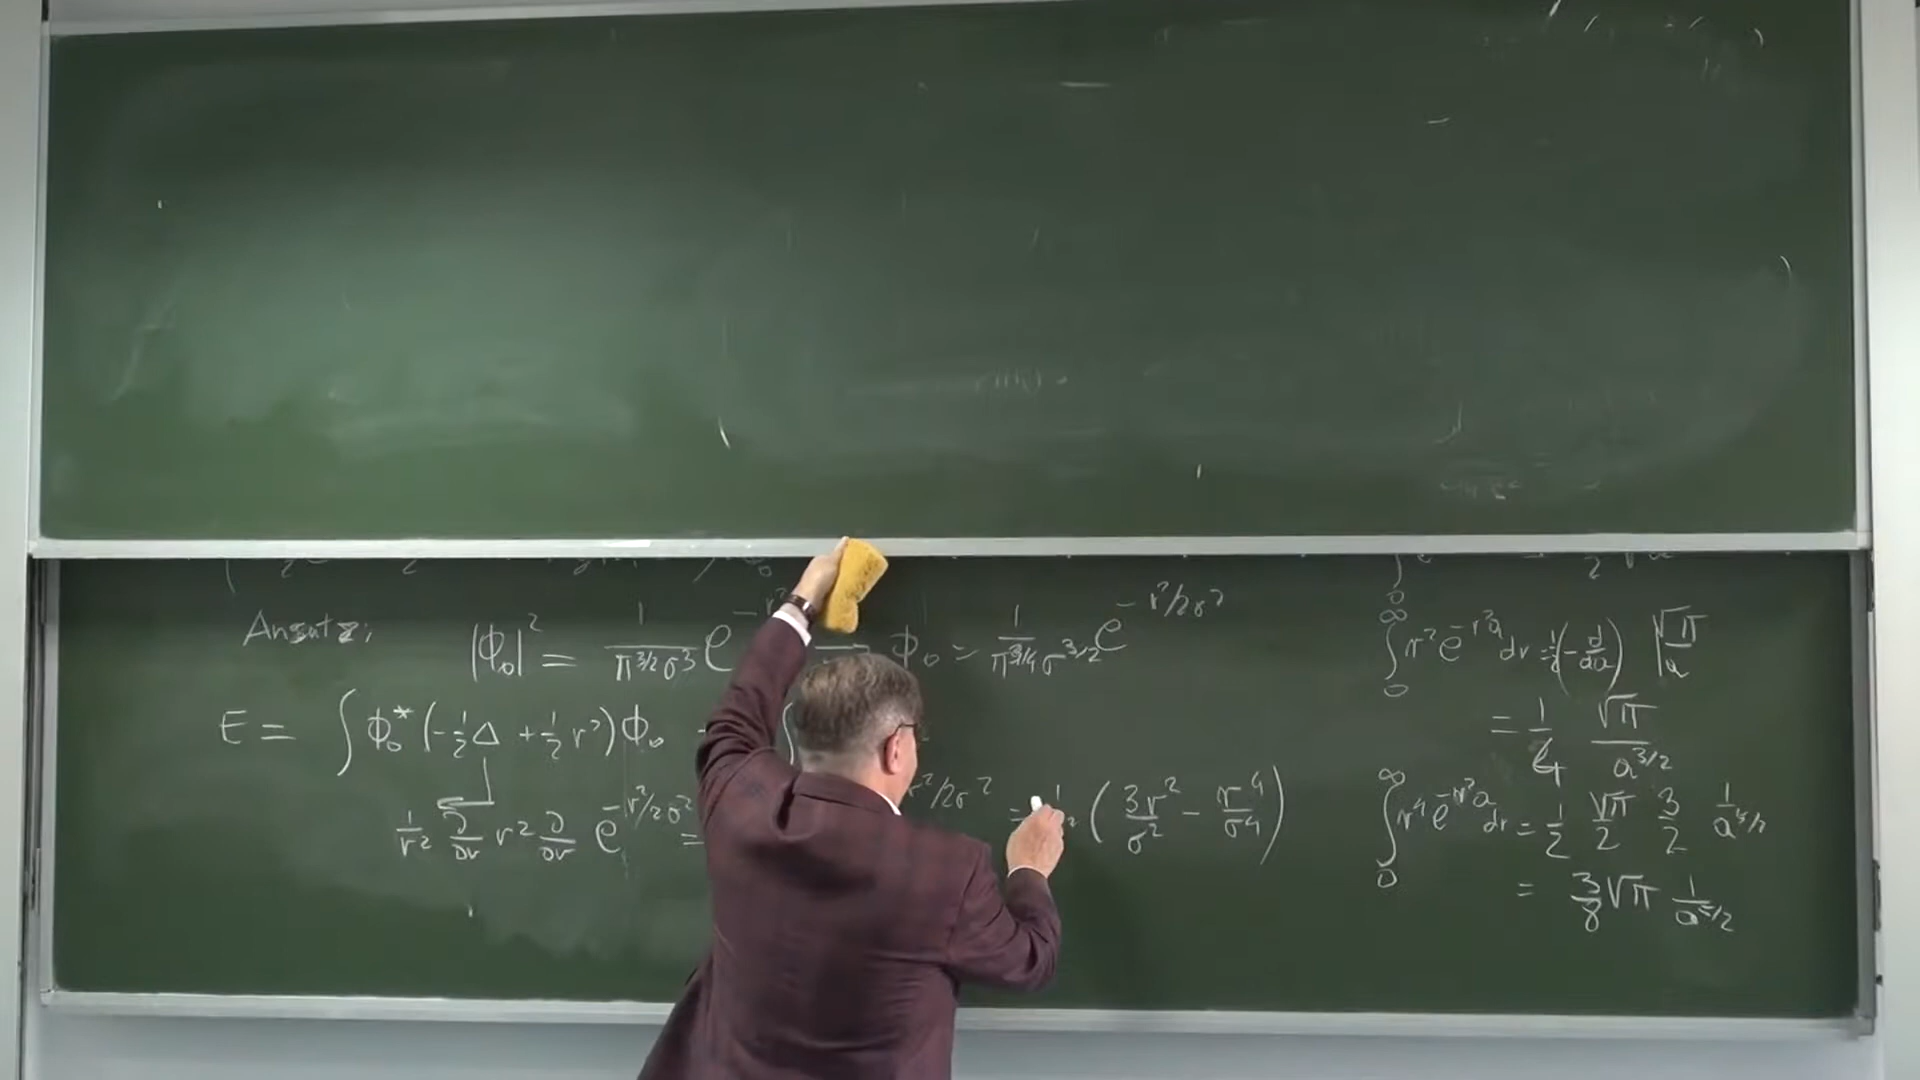 Ansatz: |ϕ₀|² = 1/(π^{3/2}σ³) e^{-r² ϕ₀ = 1/(π^{3/4}σ^{3/2}) e^{-r²/2σ²}
E = ∫ ϕ₀* (-½Δ + ½r²) ϕ₀
1/r² ∂/∂r r² ∂/∂r e^{-r²/2σ²} = r²/2σ² = (3r²/σ² − r⁴/σ⁴)
∫₀^∞ r² e^{-r²a} dr = ½(-d/da) √π/a
= 1/4 √π/a^{3/2}
∫₀^∞ r⁴ e^{-r²a} dr = 1/2 √π/2 3/2 1/a^{5/2}
= 3/8 √π 1/a^{5/2}